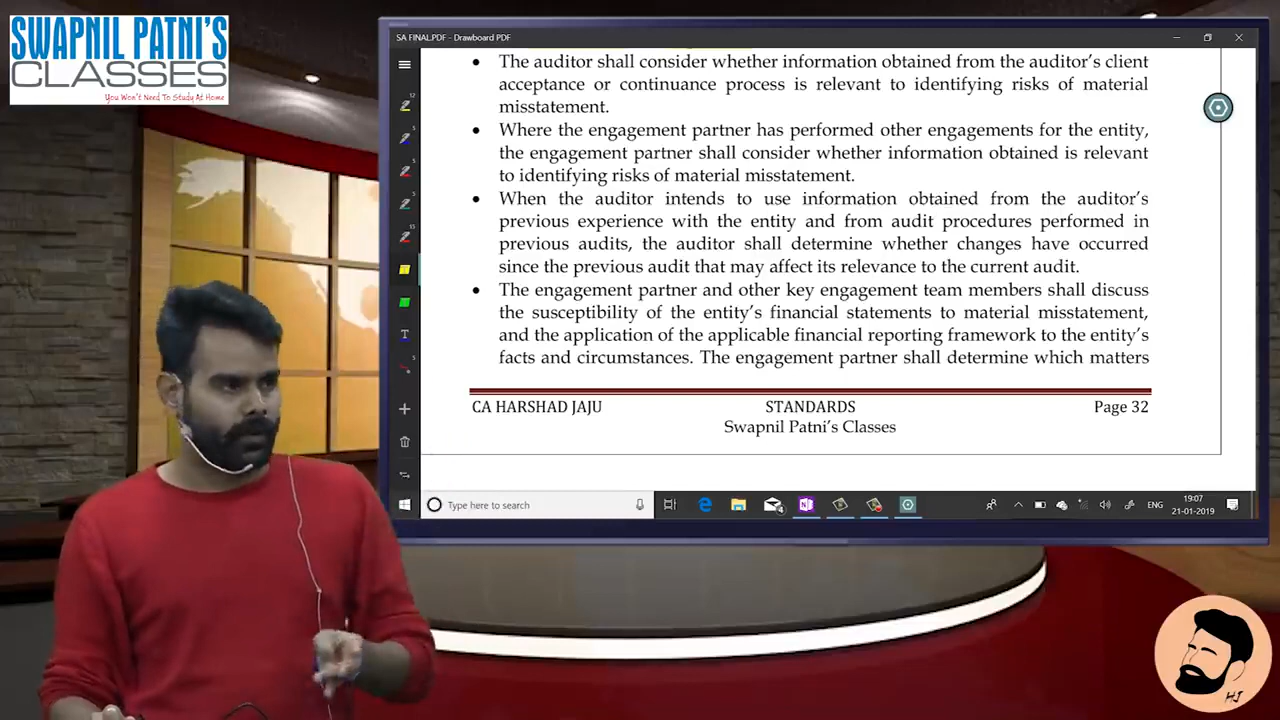 SWAPNIL PATNI'S
CLASSES
You Won't Need To Study At Home
SA FINAL.PDF - Drawboard PDF
• The auditor shall consider whether information obtained from the auditor's client
acceptance or continuance process is relevant to identifying risks of material
misstatement.
• Where the engagement partner has performed other engagements for the entity,
the engagement partner shall consider whether information obtained is relevant
to identifying risks of material misstatement.
• When the auditor intends to use information obtained from the auditor's
previous experience with the entity and from audit procedures performed in
previous audits, the auditor shall determine whether changes have occurred
since the previous audit that may affect its relevance to the current audit.
• The engagement partner and other key engagement team members shall discuss
the susceptibility of the entity's financial statements to material misstatement,
and the application of the applicable financial reporting framework to the entity's
facts and circumstances. The engagement partner shall determine which matters
CA HARSHAD JAJU STANDARDS Page 32
Swapnil Patni's Classes
Type here to search
ENG
19:07
21-01-2019
HJ